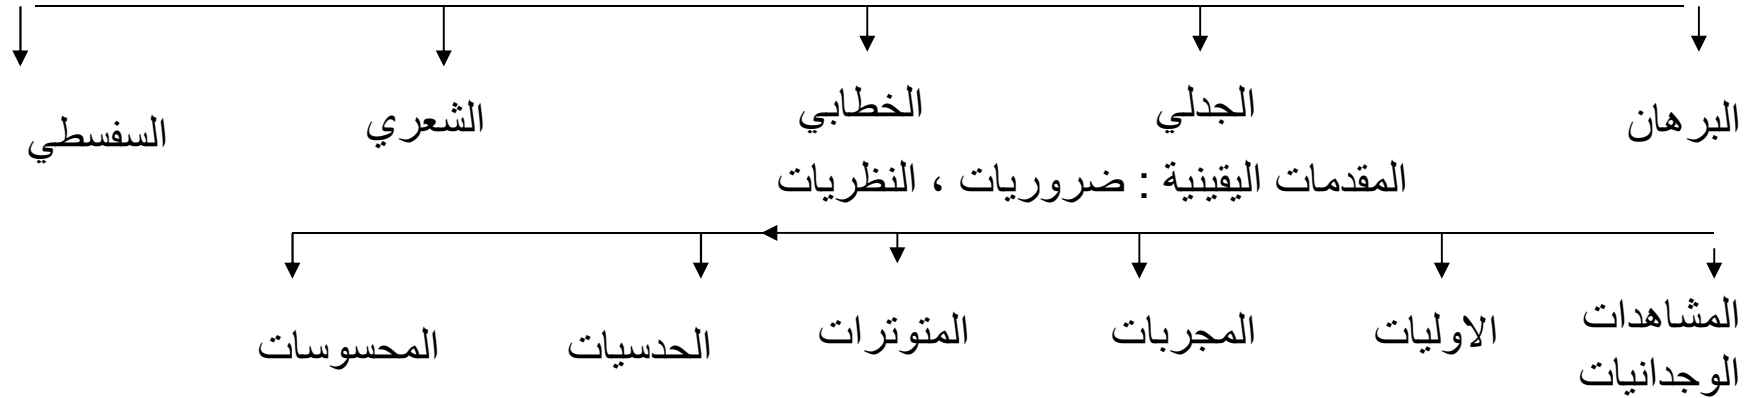 البرهان الجدلي الخطابي الشعري السفسطي
المقدمات اليقينية : ضروريات ، النظريات
المشاهدات الاوليات المجربات المتوترات الحدسيات المحسوسات
الوجدانيات